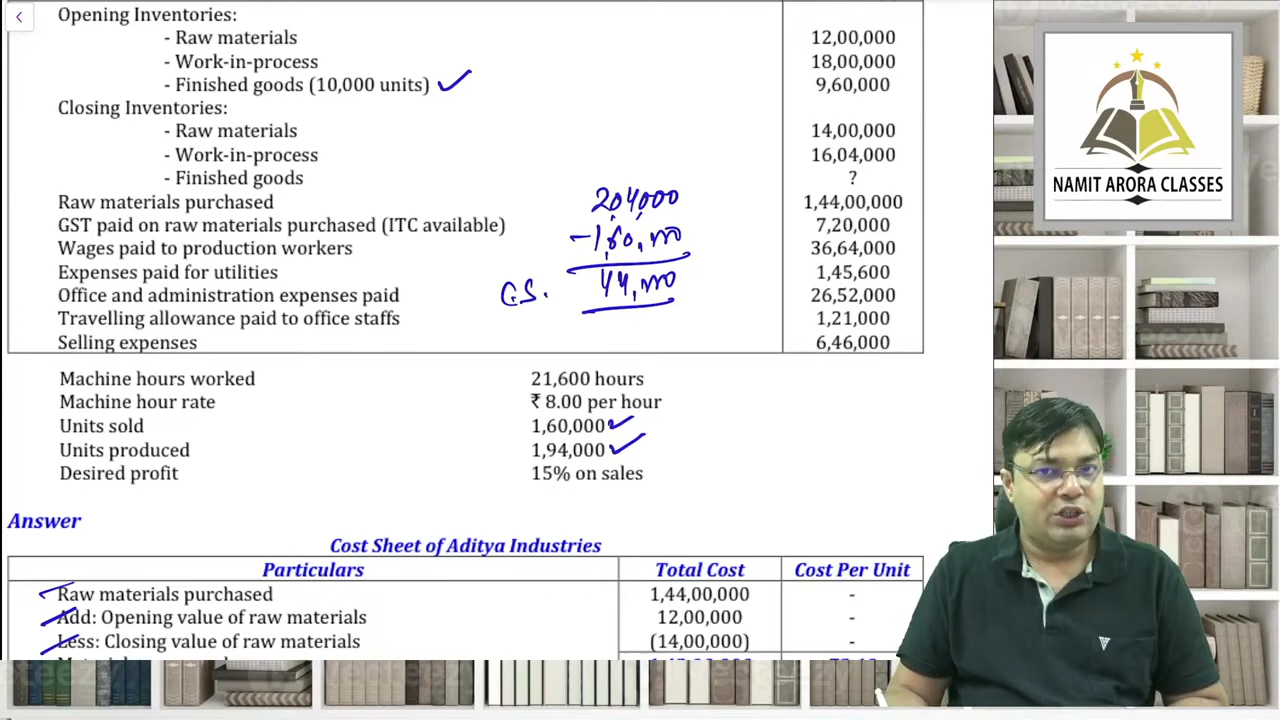 Opening Inventories:
- Raw materials 12,00,000
- Work-in-process 18,00,000
- Finished goods (10,000 units) 9,60,000
Closing Inventories:
- Raw materials 14,00,000
- Work-in-process 16,04,000
- Finished goods ?
Raw materials purchased 1,44,00,000
GST paid on raw materials purchased (ITC available) 7,20,000
Wages paid to production workers 36,64,000
Expenses paid for utilities 1,45,600
Office and administration expenses paid 26,52,000
Travelling allowance paid to office staffs 1,21,000
Selling expenses 6,46,000
204000
-1,60,000
C.S. 44,000
Machine hours worked 21,600 hours
Machine hour rate ₹ 8.00 per hour
Units sold 1,60,000
Units produced 1,94,000
Desired profit 15% on sales
Answer
Cost Sheet of Aditya Industries
Particulars Total Cost Cost Per Unit
Raw materials purchased 1,44,00,000 -
Add: Opening value of raw materials 12,00,000 -
Less: Closing value of raw materials (14,00,000) -
NAMIT ARORA CLASSES